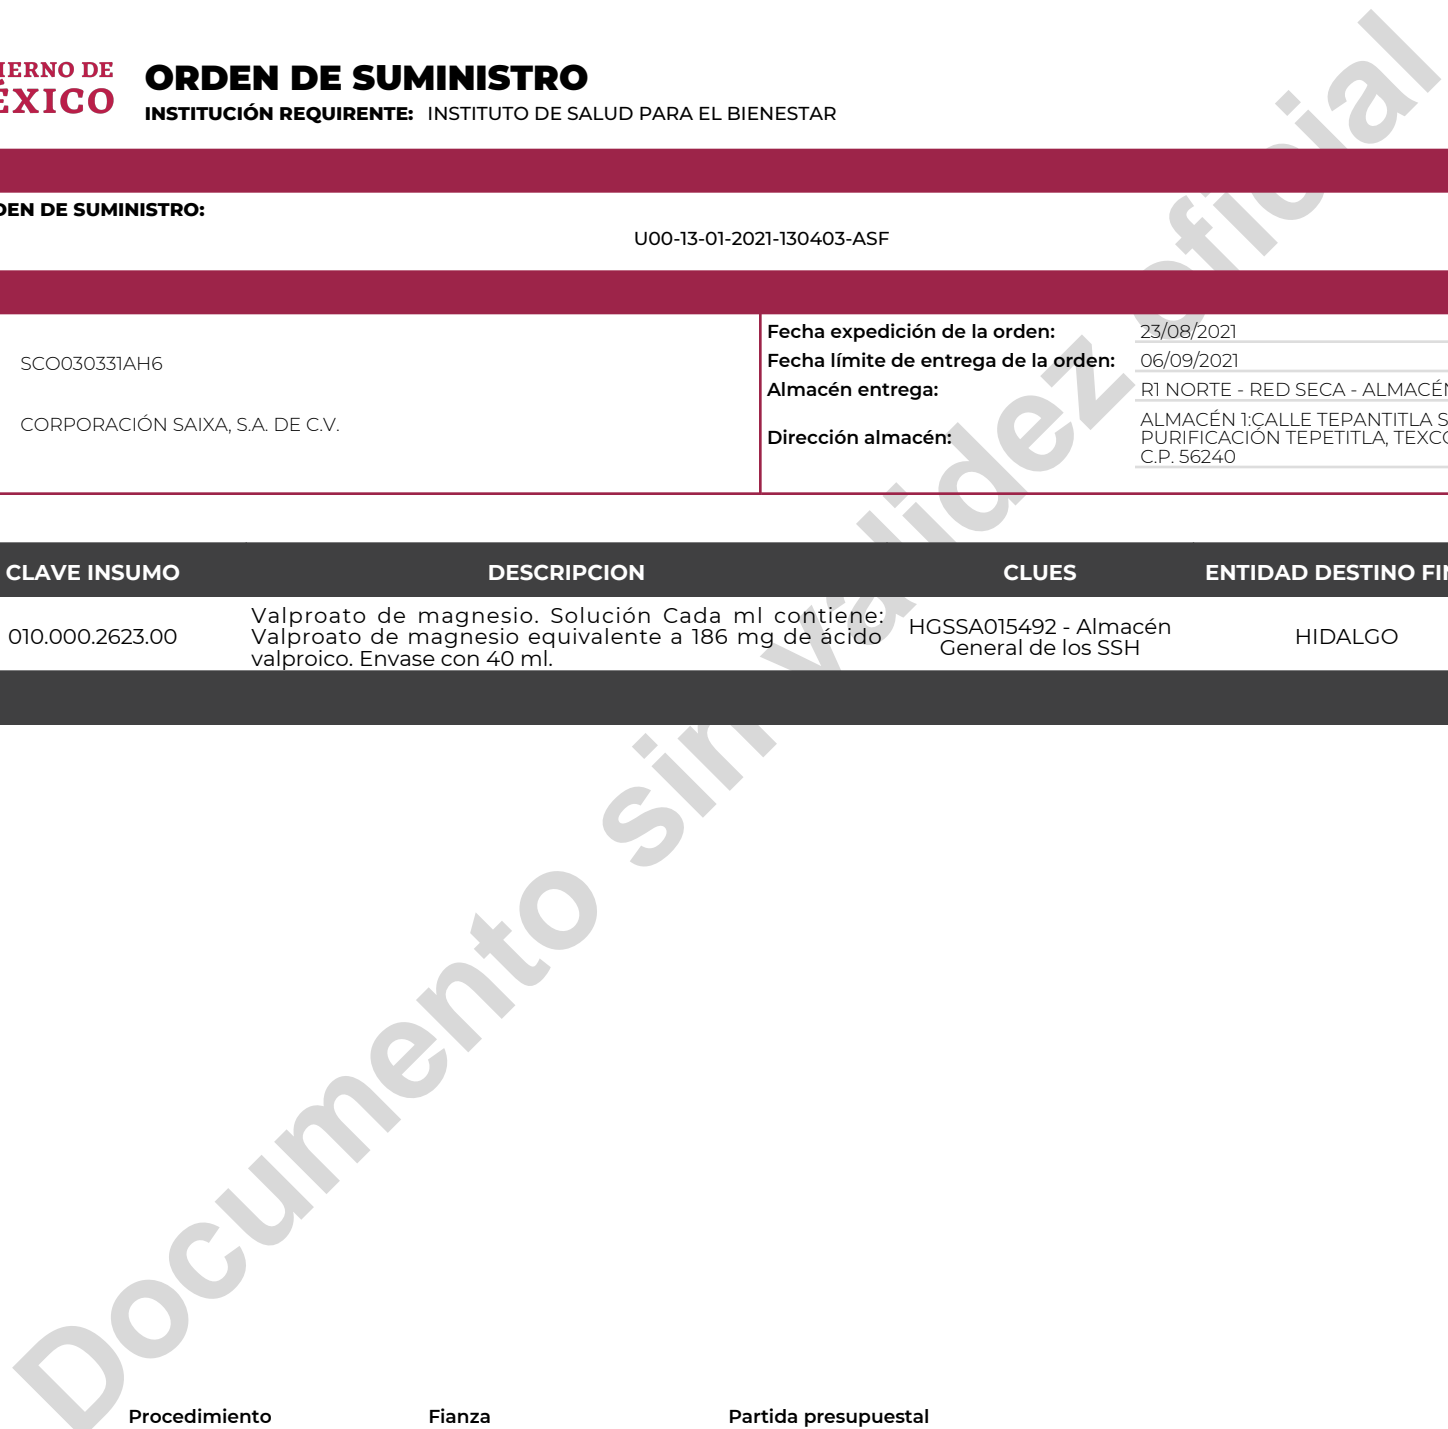 IERNO DE
ÉXICO
ORDEN DE SUMINISTRO
INSTITUCIÓN REQUIRENTE: INSTITUTO DE SALUD PARA EL BIENESTAR
DEN DE SUMINISTRO:
U00-13-01-2021-130403-ASF
SCO030331AH6
CORPORACIÓN SAIXA, S.A. DE C.V.
Fecha expedición de la orden: 23/08/2021
Fecha límite de entrega de la orden: 06/09/2021
Almacén entrega: R1 NORTE - RED SECA - ALMACÉN
Dirección almacén:
ALMACÉN 1:CALLE TEPANTITLA S
PURIFICACIÓN TEPETITLA, TEXCO
C.P. 56240
CLAVE INSUMO DESCRIPCION CLUES ENTIDAD DESTINO FIN
010.000.2623.00
Valproato de magnesio. Solución Cada ml contiene:
Valproato de magnesio equivalente a 186 mg de ácido
valproico. Envase con 40 ml.
HGSSA015492 - Almacén
General de los SSH
HIDALGO
Documento sin validez oficial
Procedimiento Fianza Partida presupuestal